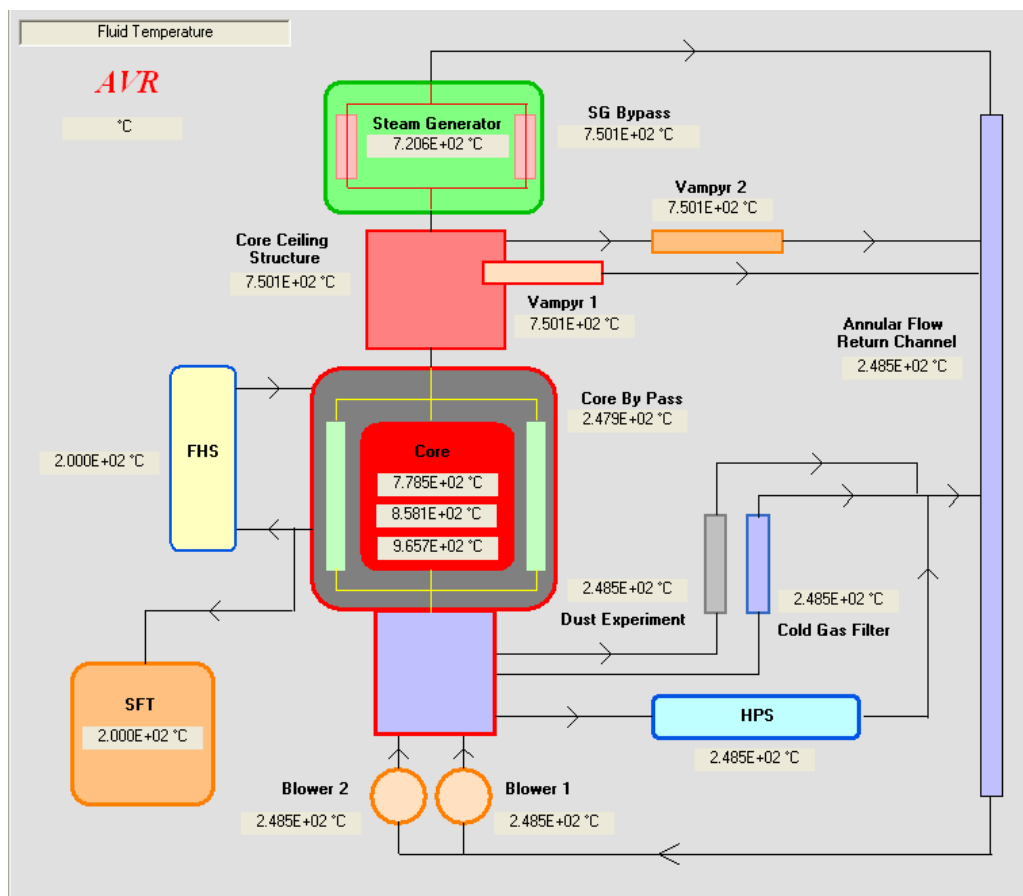 Fluid Temperature
AVR
°C
Steam Generator
7.206E+02 °C
SG Bypass
7.501E+02 °C
Vampyr 2
7.501E+02 °C
Core Ceiling
Structure
7.501E+02 °C
Vampyr 1
7.501E+02 °C
Annular Flow
Return Channel
2.485E+02 °C
Core By Pass
2.479E+02 °C
FHS
2.000E+02 °C
Core
7.785E+02 °C
8.581E+02 °C
9.657E+02 °C
2.485E+02 °C
Dust Experiment
2.485E+02 °C
Cold Gas Filter
SFT
2.000E+02 °C
HPS
2.485E+02 °C
Blower 2
2.485E+02 °C
Blower 1
2.485E+02 °C